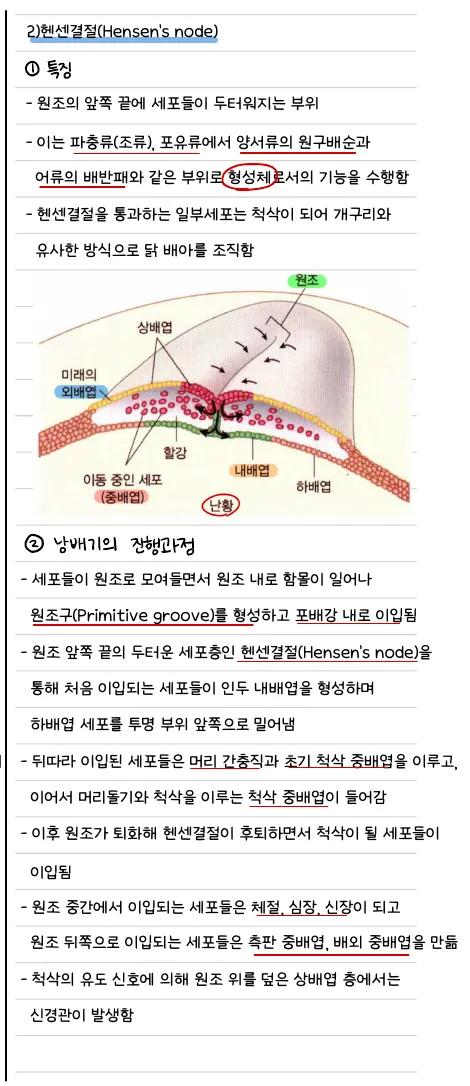 2)헨센결절(Hensen's node)
① 특징
- 원조의 앞쪽 끝에 세포들이 두터워지는 부위
- 이는 파충류(조류), 포유류에서 양서류의 원구배순과
어류의 배반패와 같은 부위로 형성체로서의 기능을 수행함
- 헨센결절을 통과하는 일부세포는 척삭이 되어 개구리와
유사한 방식으로 닭 배아를 조직함
원조
상배엽
미래의
외배엽
할강
이동 중인 세포
(중배엽)
내배엽
하배엽
난황
② 낭배기의 진행과정
- 세포들이 원조로 모여들면서 원조 내로 함몰이 일어나
원조구(Primitive groove)를 형성하고 포배강 내로 이입됨
- 원조 앞쪽 끝의 두터운 세포층인 헨센결절(Hensen's node)을
통해 처음 이입되는 세포들이 인두 내배엽을 형성하며
하배엽 세포를 투명 부위 앞쪽으로 밀어냄
- 뒤따라 이입된 세포들은 머리 간충직과 초기 척삭 중배엽을 이루고,
이어서 머리돌기와 척삭을 이루는 척삭 중배엽이 들어감
- 이후 원조가 퇴화해 헨센결절이 후퇴하면서 척삭이 될 세포들이
이입됨
- 원조 중간에서 이입되는 세포들은 체절, 심장, 신장이 되고
원조 뒤쪽으로 이입되는 세포들은 측판 중배엽, 배외 중배엽을 만듦
- 척삭의 유도 신호에 의해 원조 위를 덮은 상배엽 층에서는
신경관이 발생함